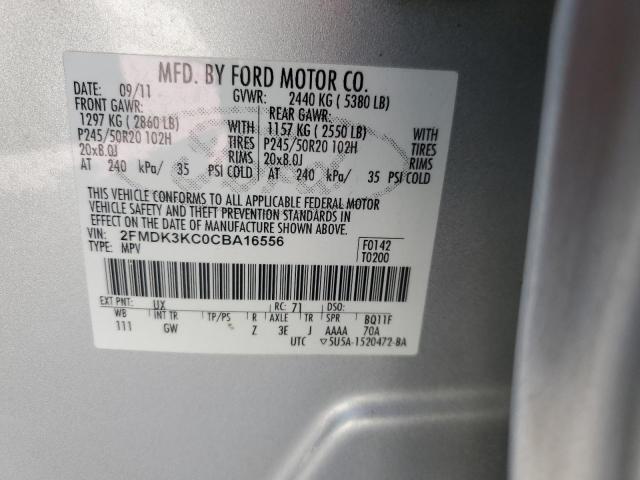 MFD. BY FORD MOTOR CO.
DATE: 09/11 GVWR: 2440 KG ( 5380 LB)
FRONT GAWR: REAR GAWR:
1297 KG ( 2860 LB) WITH 1157 KG ( 2550 LB) WITH
P245/50R20 102H TIRES P245/50R20 102H TIRES
20x8.0J RIMS 20x8.0J RIMS
AT 240 kPa/ 35 PSI COLD AT 240 kPa/ 35 PSI COLD
THIS VEHICLE CONFORMS TO ALL APPLICABLE FEDERAL MOTOR
VEHICLE SAFETY AND THEFT PREVENTION STANDARDS IN
EFFECT ON THE DATE OF MANUFACTURE SHOWN ABOVE.
VIN: 2FMDK3KC0CBA16556 F0142
TYPE: MPV T0200
EXT PNT: UX RC: 71 DSO:
WB INT TR TP/PS R AXLE TR SPR BQ11F
111 GW Z 3E J AAAA 70A
UTC ▽5U5A-1520472-BA
Ford